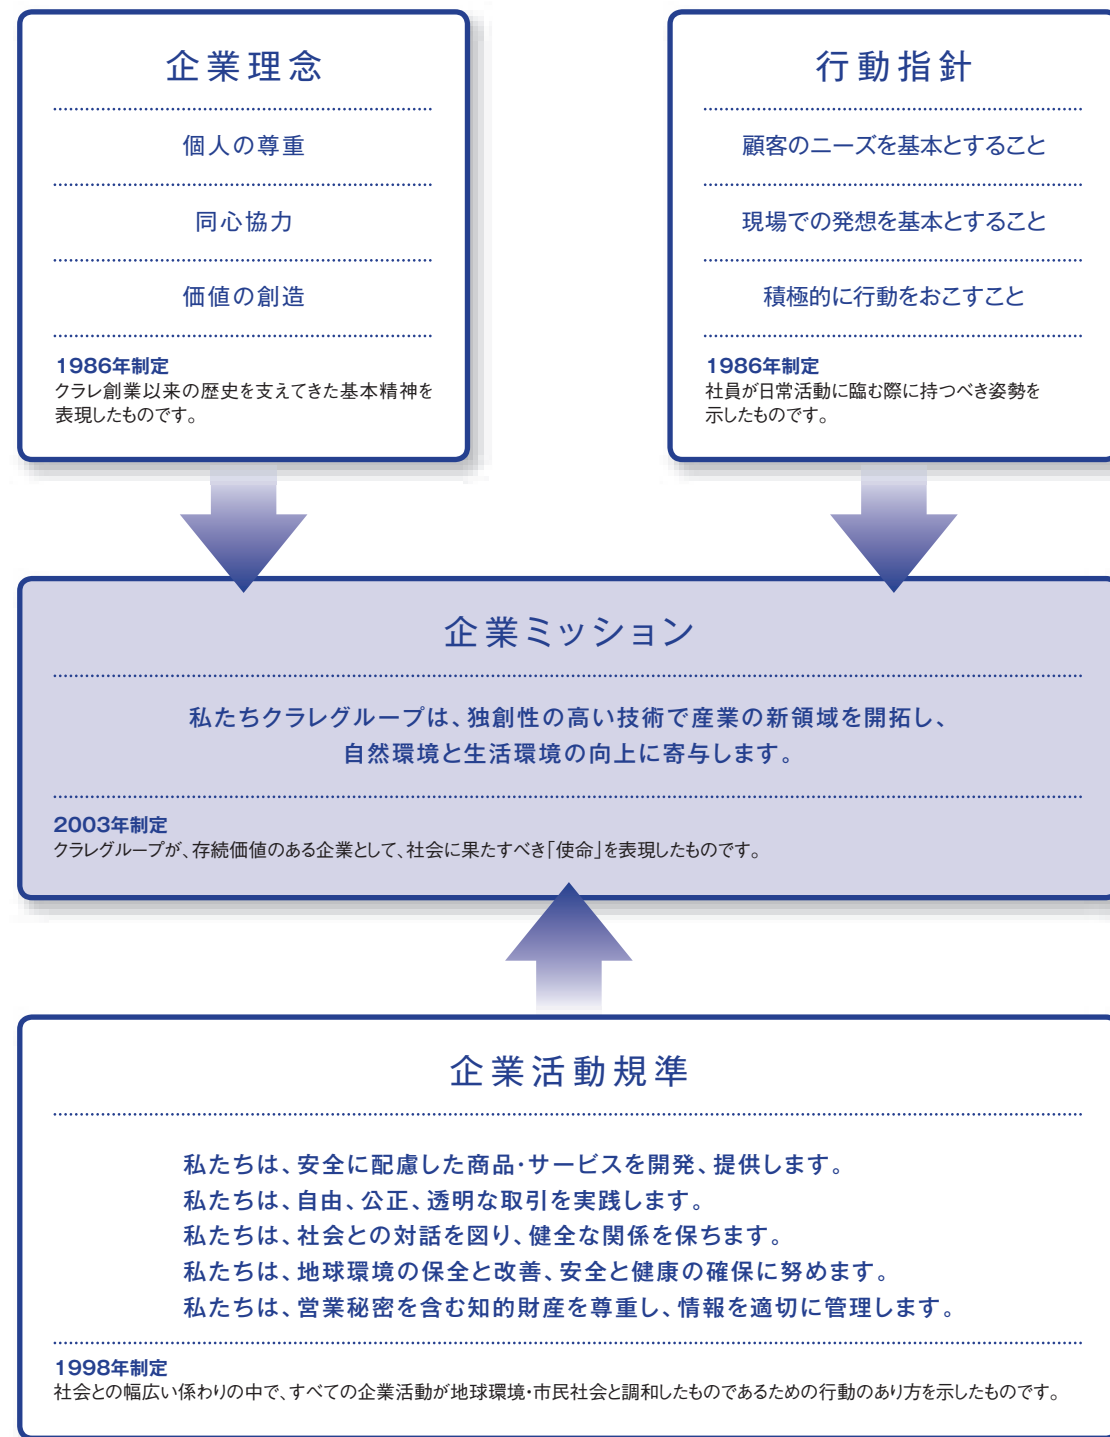 企業理念
個人の尊重
同心協力
価値の創造
1986年制定
クラレ創業以来の歴史を支えてきた基本精神を
表現したものです。
行動指針
顧客のニーズを基本とすること
現場での発想を基本とすること
積極的に行動をおこすこと
1986年制定
社員が日常活動に臨む際に持つべき姿勢を
示したものです。
企業ミッション
私たちクラレグループは、独創性の高い技術で産業の新領域を開拓し、
自然環境と生活環境の向上に寄与します。
2003年制定
クラレグループが、存続価値のある企業として、社会に果たすべき「使命」を表現したものです。
企業活動規準
私たちは、安全に配慮した商品・サービスを開発、提供します。
私たちは、自由、公正、透明な取引を実践します。
私たちは、社会との対話を図り、健全な関係を保ちます。
私たちは、地球環境の保全と改善、安全と健康の確保に努めます。
私たちは、営業秘密を含む知的財産を尊重し、情報を適切に管理します。
1998年制定
社会との幅広い係わりの中で、すべての企業活動が地球環境・市民社会と調和したものであるための行動のあり方を示したものです。